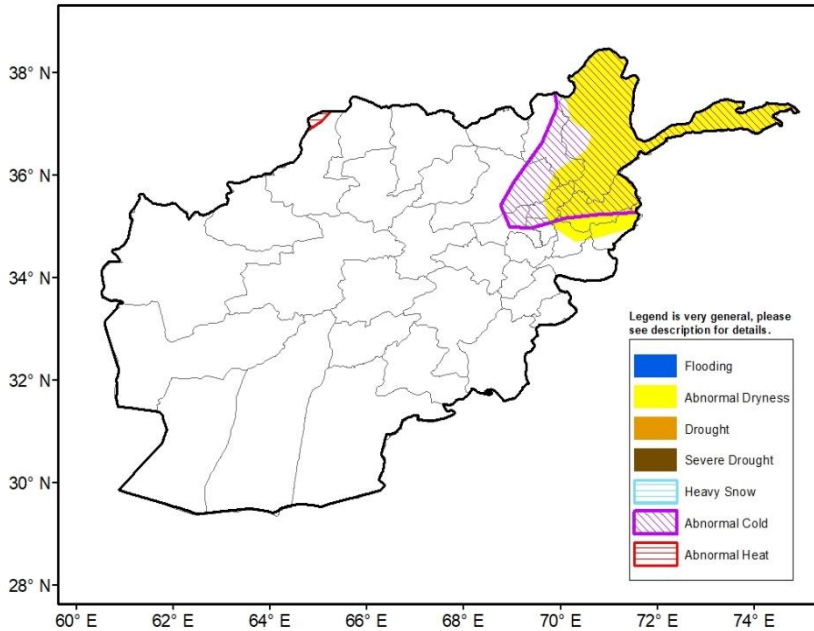 38° N
36° N
34° N
32° N
30° N
28° N
Legend is very general, please
see description for details.
Flooding
Abnormal Dryness
Drought
Severe Drought
Heavy Snow
Abnormal Cold
Abnormal Heat
60° E 62° E 64° E 66° E 68° E 70° E 72° E 74° E